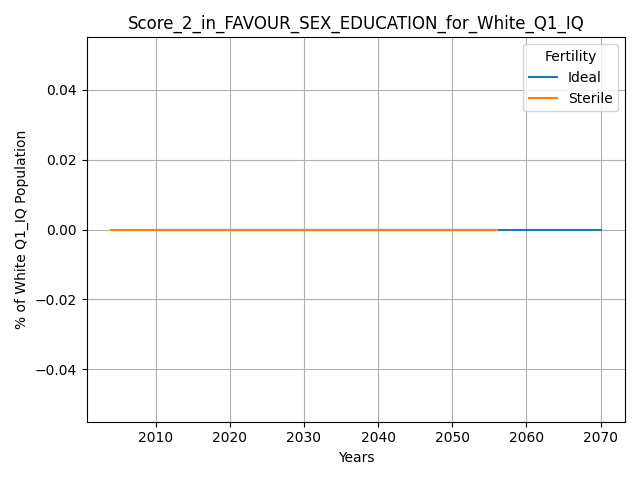 Score_2_in_FAVOUR_SEX_EDUCATION_for_White_Q1_IQ
Fertility
Ideal
Sterile
% of White Q1_IQ Population
0.04
0.02
0.00
−0.02
−0.04
2010 2020 2030 2040 2050 2060 2070
Years